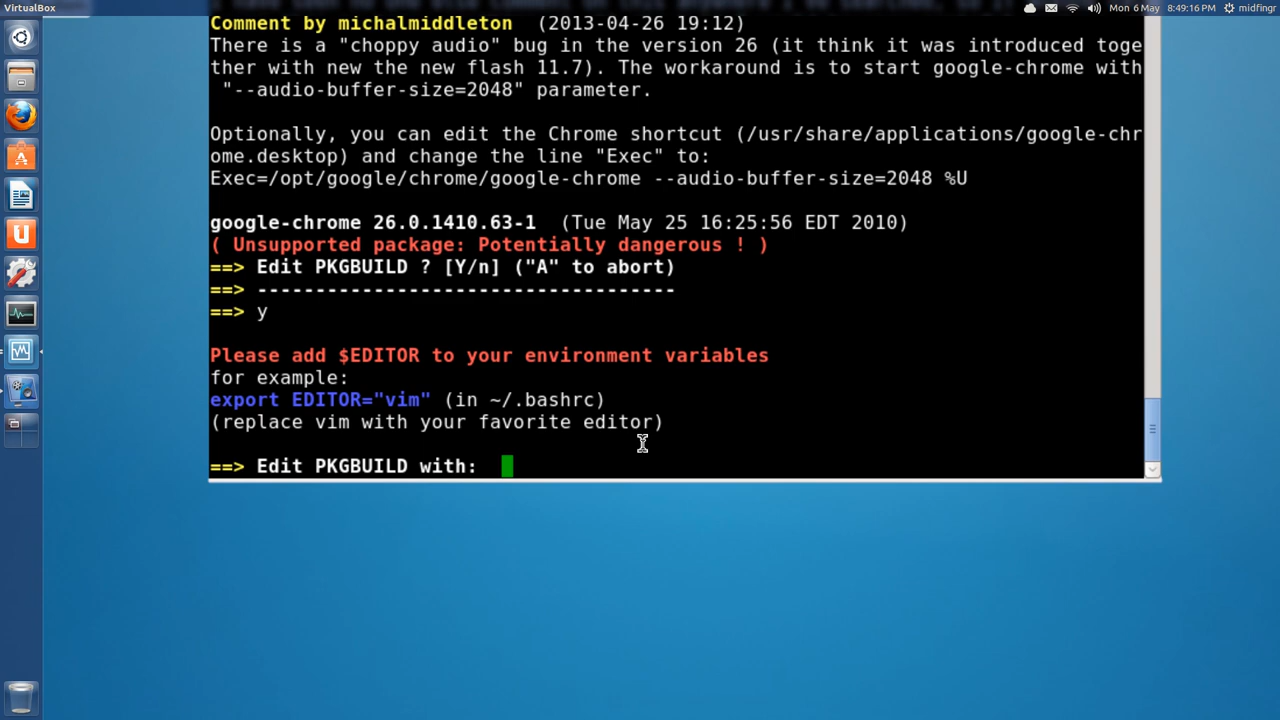 VirtualBox
Mon 6 May 8:49:16 PM midfingr
Comment by michalmiddleton (2013-04-26 19:12)
There is a "choppy audio" bug in the version 26 (it think it was introduced toge
ther with new the new flash 11.7). The workaround is to start google-chrome with
"--audio-buffer-size=2048" parameter.
Optionally, you can edit the Chrome shortcut (/usr/share/applications/google-chr
ome.desktop) and change the line "Exec" to:
Exec=/opt/google/chrome/google-chrome --audio-buffer-size=2048 %U
google-chrome 26.0.1410.63-1 (Tue May 25 16:25:56 EDT 2010)
( Unsupported package: Potentially dangerous ! )
==> Edit PKGBUILD ? [Y/n] ("A" to abort)
==> ------------------------------------
==> y
Please add $EDITOR to your environment variables
for example:
export EDITOR="vim" (in ~/.bashrc)
(replace vim with your favorite editor)
==> Edit PKGBUILD with: